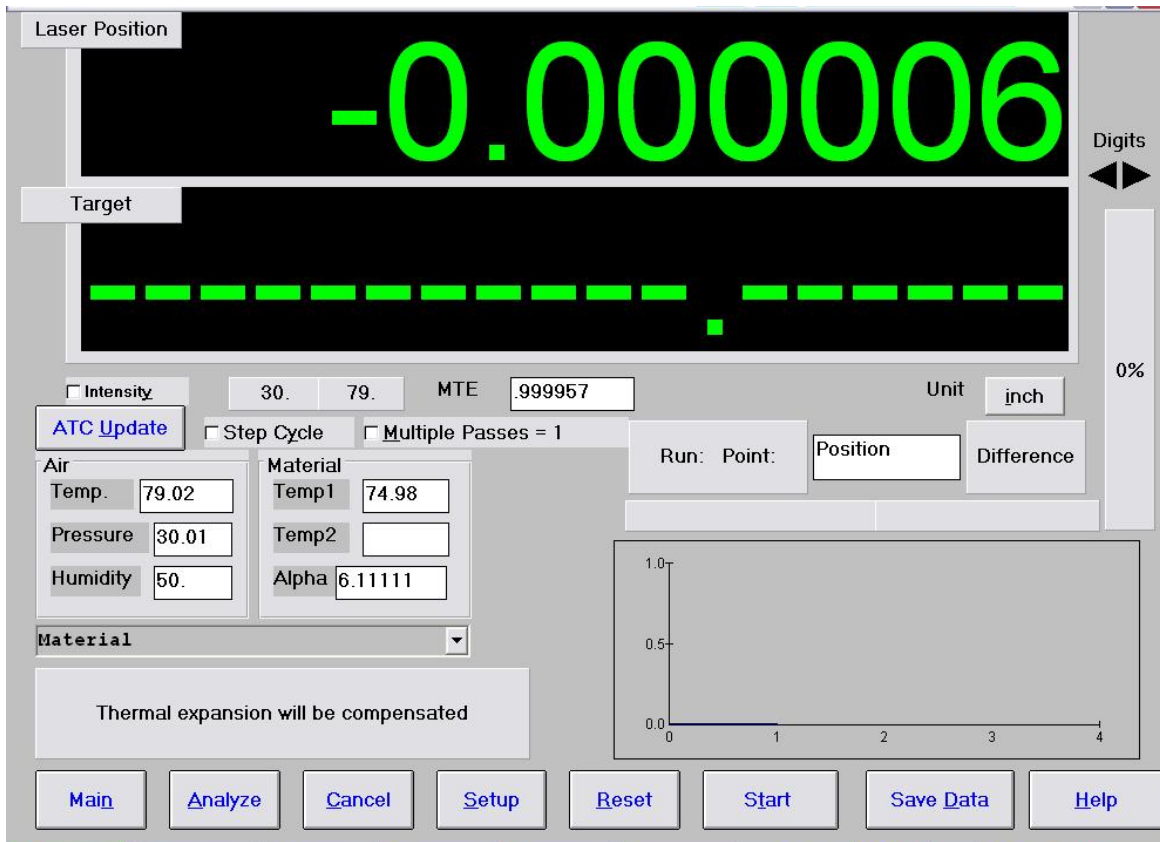 Laser Position
-0.000006
Digits
Target
-----------.------
0%
Intensity
30. 79.
MTE .999957
Unit inch
ATC Update
Step Cycle
Multiple Passes = 1
Run: Point:
Position
Difference
Air
Temp. 79.02
Pressure 30.01
Humidity 50.
Material
Temp1 74.98
Temp2
Alpha 6.11111
Material
Thermal expansion will be compensated
1.0
0.5
0.0
0 1 2 3 4
Main Analyze Cancel Setup Reset Start Save Data Help